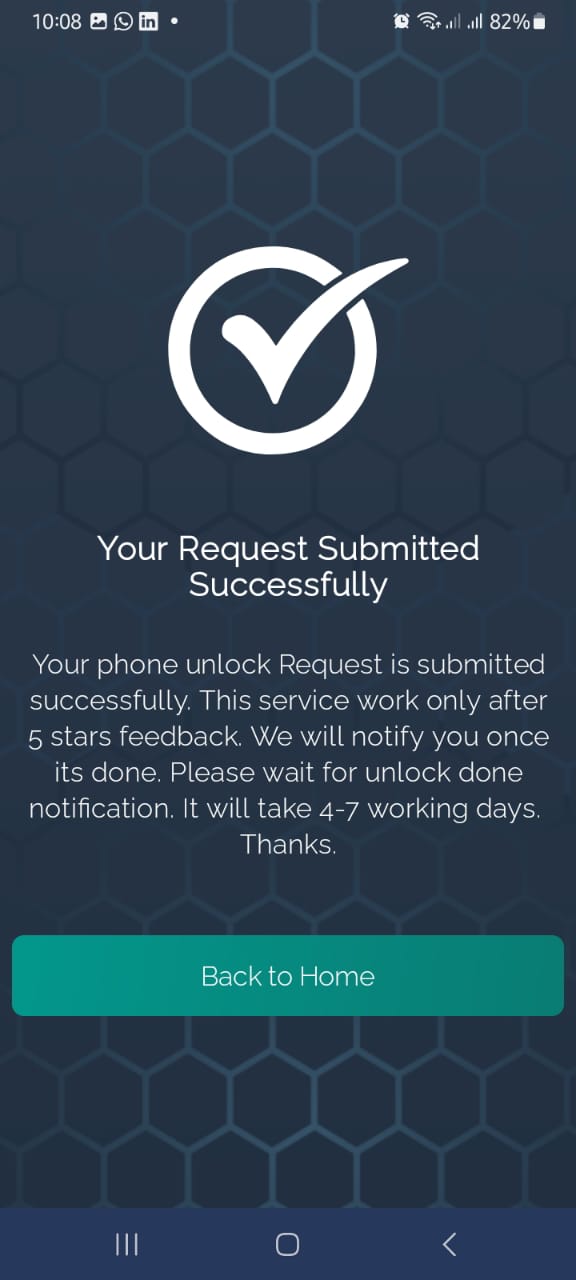 10:08
82%
Your Request Submitted
Successfully
Your phone unlock Request is submitted
successfully. This service work only after
5 stars feedback. We will notify you once
its done. Please wait for unlock done
notification. It will take 4-7 working days.
Thanks.
Back to Home